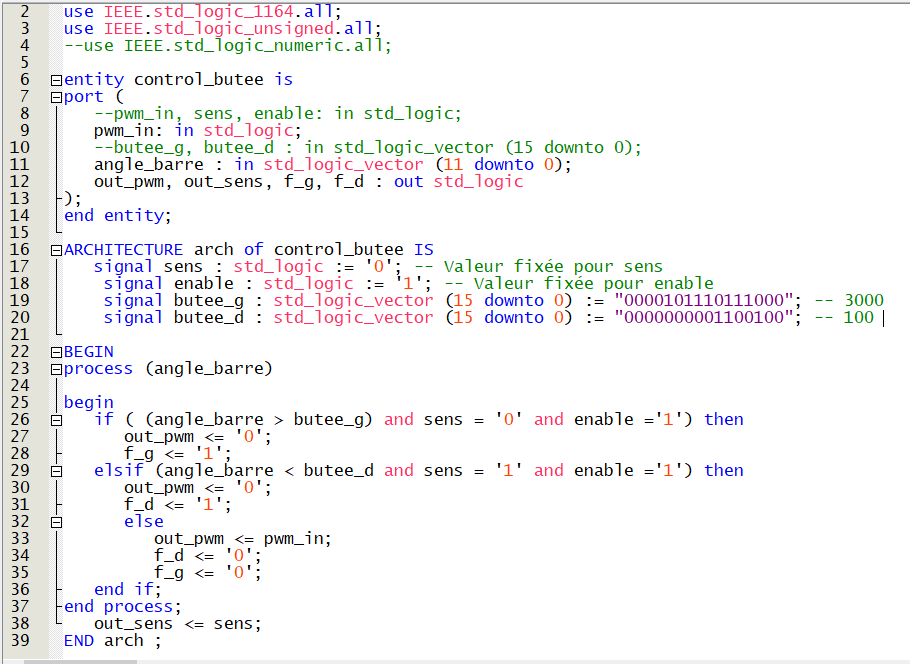 2 use IEEE.std_logic_1164.all;
3 use IEEE.std_logic_unsigned.all;
4 --use IEEE.std_logic_numeric.all;
5
6 entity control_butee is
7 port (
8 --pwm_in, sens, enable: in std_logic;
9 pwm_in: in std_logic;
10 --butee_g, butee_d : in std_logic_vector (15 downto 0);
11 angle_barre : in std_logic_vector (11 downto 0);
12 out_pwm, out_sens, f_g, f_d : out std_logic
13 );
14 end entity;
15
16 ARCHITECTURE arch of control_butee IS
17 signal sens : std_logic := '0'; -- Valeur fixée pour sens
18 signal enable : std_logic := '1'; -- Valeur fixée pour enable
19 signal butee_g : std_logic_vector (15 downto 0) := "0000101110111000"; -- 3000
20 signal butee_d : std_logic_vector (15 downto 0) := "0000000001100100"; -- 100
21
22 BEGIN
23 process (angle_barre)
24
25 begin
26 if ( (angle_barre > butee_g) and sens = '0' and enable ='1') then
27 out_pwm <= '0';
28 f_g <= '1';
29 elsif (angle_barre < butee_d and sens = '1' and enable ='1') then
30 out_pwm <= '0';
31 f_d <= '1';
32 else
33 out_pwm <= pwm_in;
34 f_d <= '0';
35 f_g <= '0';
36 end if;
37 end process;
38 out_sens <= sens;
39 END arch ;